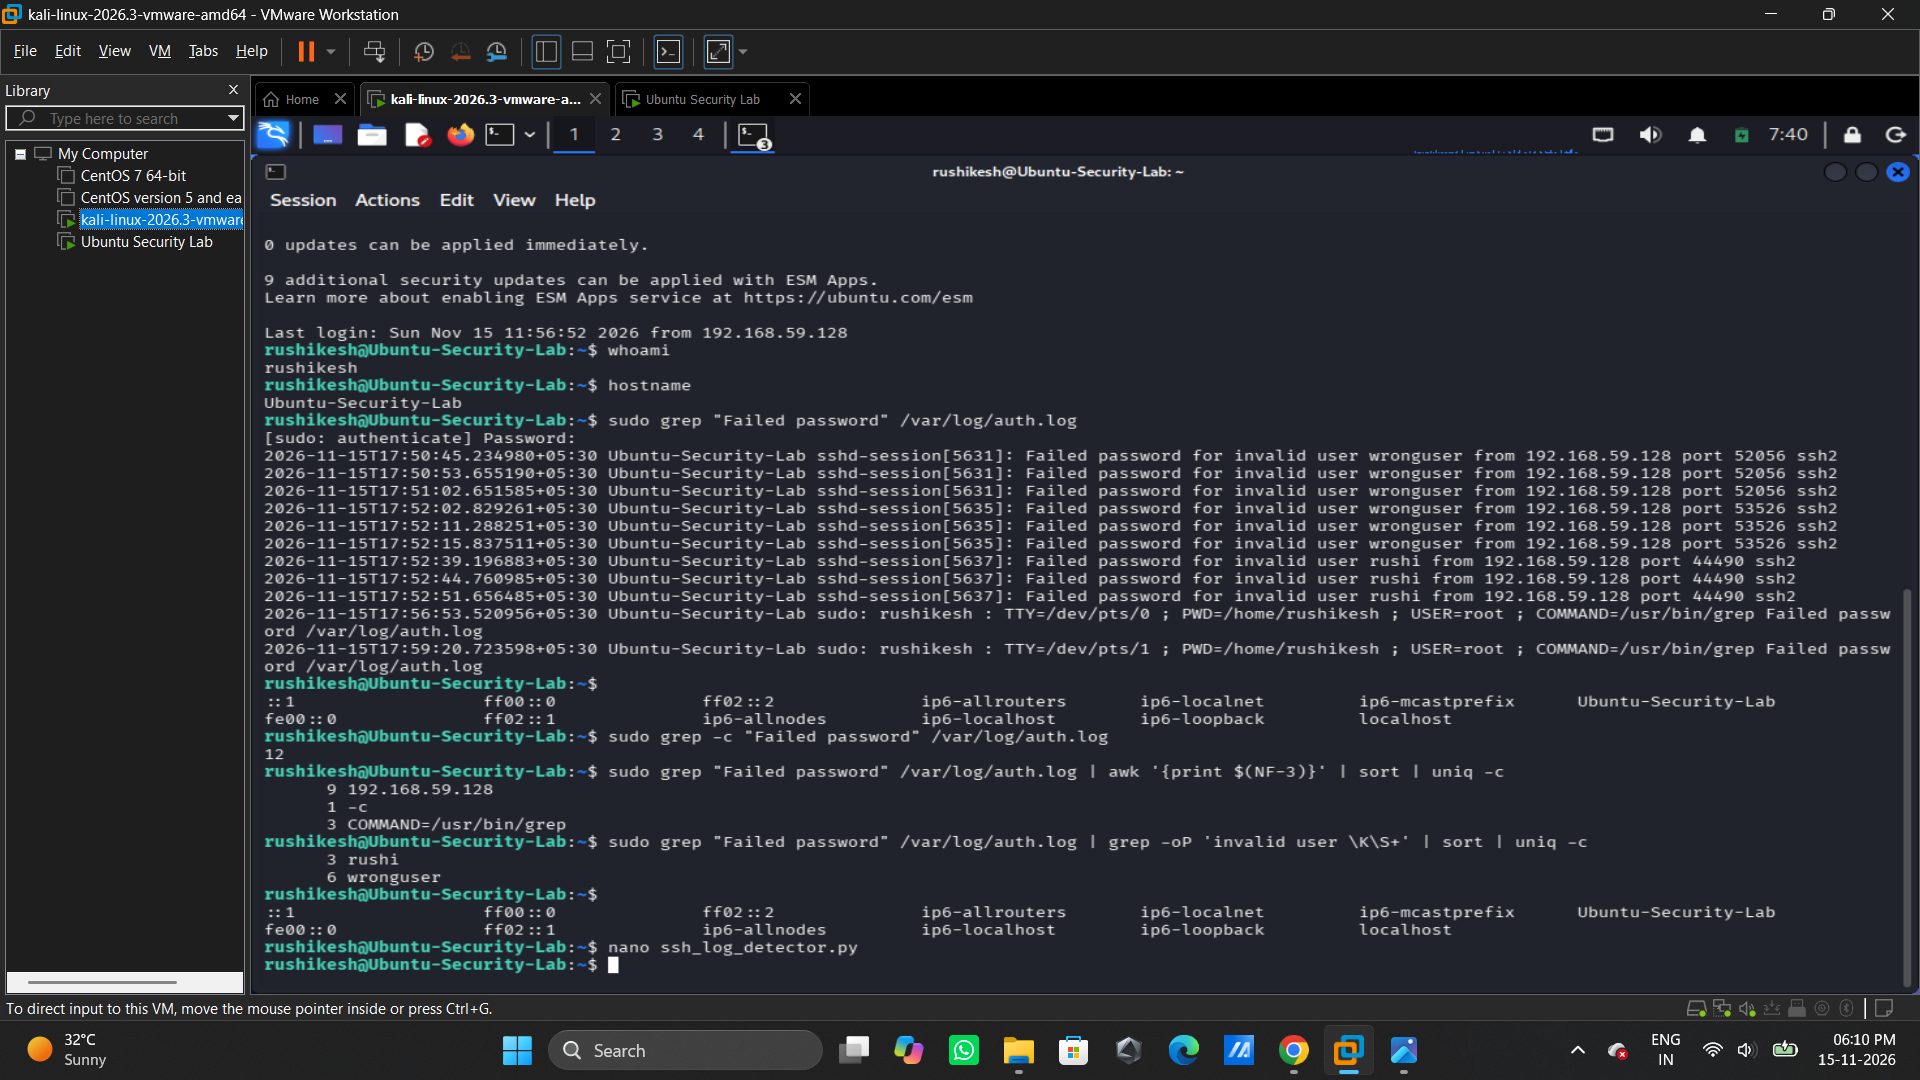 kali-linux-2026.3-vmware-amd64 - VMware Workstation
File Edit View VM Tabs Help
Library
Type here to search
My Computer
CentOS 7 64-bit
CentOS version 5 and ea
kali-linux-2026.3-vmware
Ubuntu Security Lab
Home
kali-linux-2026.3-vmware-a...
Ubuntu Security Lab
1 2 3 4
3
7:40
rushikesh@Ubuntu-Security-Lab: ~
Session Actions Edit View Help
0 updates can be applied immediately.
9 additional security updates can be applied with ESM Apps.
Learn more about enabling ESM Apps service at https://ubuntu.com/esm
Last login: Sun Nov 15 11:56:52 2026 from 192.168.59.128
rushikesh@Ubuntu-Security-Lab:~$ whoami
rushikesh
rushikesh@Ubuntu-Security-Lab:~$ hostname
Ubuntu-Security-Lab
rushikesh@Ubuntu-Security-Lab:~$ sudo grep "Failed password" /var/log/auth.log
[sudo: authenticate] Password:
2026-11-15T17:50:45.234980+05:30 Ubuntu-Security-Lab sshd-session[5631]: Failed password for invalid user wronguser from 192.168.59.128 port 52056 ssh2
2026-11-15T17:50:53.655190+05:30 Ubuntu-Security-Lab sshd-session[5631]: Failed password for invalid user wronguser from 192.168.59.128 port 52056 ssh2
2026-11-15T17:51:02.651585+05:30 Ubuntu-Security-Lab sshd-session[5631]: Failed password for invalid user wronguser from 192.168.59.128 port 52056 ssh2
2026-11-15T17:52:02.829261+05:30 Ubuntu-Security-Lab sshd-session[5635]: Failed password for invalid user wronguser from 192.168.59.128 port 53526 ssh2
2026-11-15T17:52:11.288251+05:30 Ubuntu-Security-Lab sshd-session[5635]: Failed password for invalid user wronguser from 192.168.59.128 port 53526 ssh2
2026-11-15T17:52:15.837511+05:30 Ubuntu-Security-Lab sshd-session[5635]: Failed password for invalid user wronguser from 192.168.59.128 port 53526 ssh2
2026-11-15T17:52:39.196883+05:30 Ubuntu-Security-Lab sshd-session[5637]: Failed password for invalid user rushi from 192.168.59.128 port 44490 ssh2
2026-11-15T17:52:44.760985+05:30 Ubuntu-Security-Lab sshd-session[5637]: Failed password for invalid user rushi from 192.168.59.128 port 44490 ssh2
2026-11-15T17:52:51.656485+05:30 Ubuntu-Security-Lab sshd-session[5637]: Failed password for invalid user rushi from 192.168.59.128 port 44490 ssh2
2026-11-15T17:56:53.520956+05:30 Ubuntu-Security-Lab sudo: rushikesh : TTY=/dev/pts/0 ; PWD=/home/rushikesh ; USER=root ; COMMAND=/usr/bin/grep Failed passw
ord /var/log/auth.log
2026-11-15T17:59:20.723598+05:30 Ubuntu-Security-Lab sudo: rushikesh : TTY=/dev/pts/1 ; PWD=/home/rushikesh ; USER=root ; COMMAND=/usr/bin/grep Failed passw
ord /var/log/auth.log
rushikesh@Ubuntu-Security-Lab:~$
::1 ff00::0 ff02::2 ip6-allrouters ip6-localnet ip6-mcastprefix Ubuntu-Security-Lab
fe00::0 ff02::1 ip6-allnodes ip6-localhost ip6-loopback localhost
rushikesh@Ubuntu-Security-Lab:~$ sudo grep -c "Failed password" /var/log/auth.log
12
rushikesh@Ubuntu-Security-Lab:~$ sudo grep "Failed password" /var/log/auth.log | awk '{print $(NF-3)}' | sort | uniq -c
9 192.168.59.128
1 -c
3 COMMAND=/usr/bin/grep
rushikesh@Ubuntu-Security-Lab:~$ sudo grep "Failed password" /var/log/auth.log | grep -oP 'invalid user \K\S+' | sort | uniq -c
3 rushi
6 wronguser
rushikesh@Ubuntu-Security-Lab:~$
::1 ff00::0 ff02::2 ip6-allrouters ip6-localnet ip6-mcastprefix Ubuntu-Security-Lab
fe00::0 ff02::1 ip6-allnodes ip6-localhost ip6-loopback localhost
rushikesh@Ubuntu-Security-Lab:~$ nano ssh_log_detector.py
rushikesh@Ubuntu-Security-Lab:~$
To direct input to this VM, move the mouse pointer inside or press Ctrl+G.
32°C
Sunny
Search
ENG
IN
06:10 PM
15-11-2026